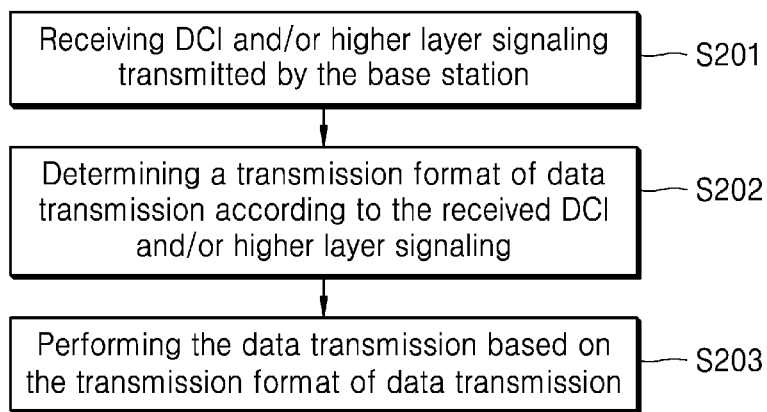 Receiving DCI and/or higher layer signaling
transmitted by the base station
S201
Determining a transmission format of data
transmission according to the received DCI
and/or higher layer signaling
S202
Performing the data transmission based on
the transmission format of data transmission
S203